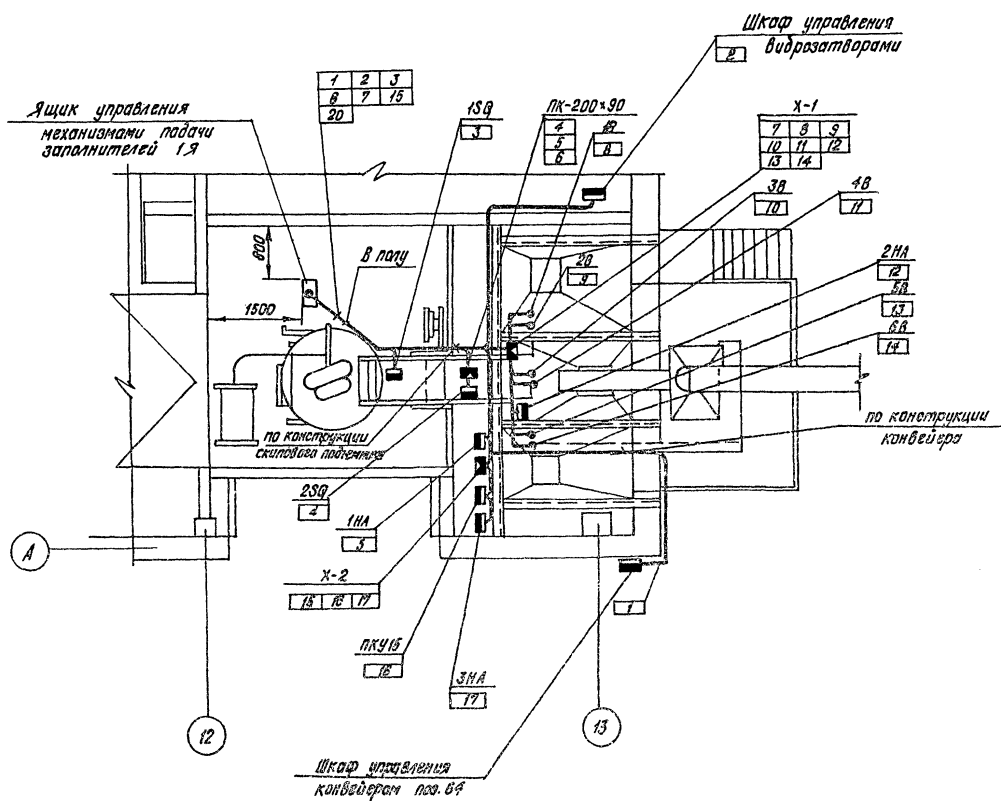 Шкаф управления
виброзатворами
2
1 2 3
6 7 15
20
Ящик управления
механизмами подачи
заполнителей 1Я
1SQ
3
ПК-200×90
4
5
6
8
Х-1
7 8 9
10 11 12
13 14
3В
10
4В
11
2В
9
2НА
12
5В
13
6В
14
600
В полу
1500
по конструкции
скипового подъемника
по конструкции
конвейера
2SQ
4
1НА
5
Х-2
15 16 17
ПКУ15
16
3НА
17
1
А
12
13
Шкаф управления
конвейером поз. 64